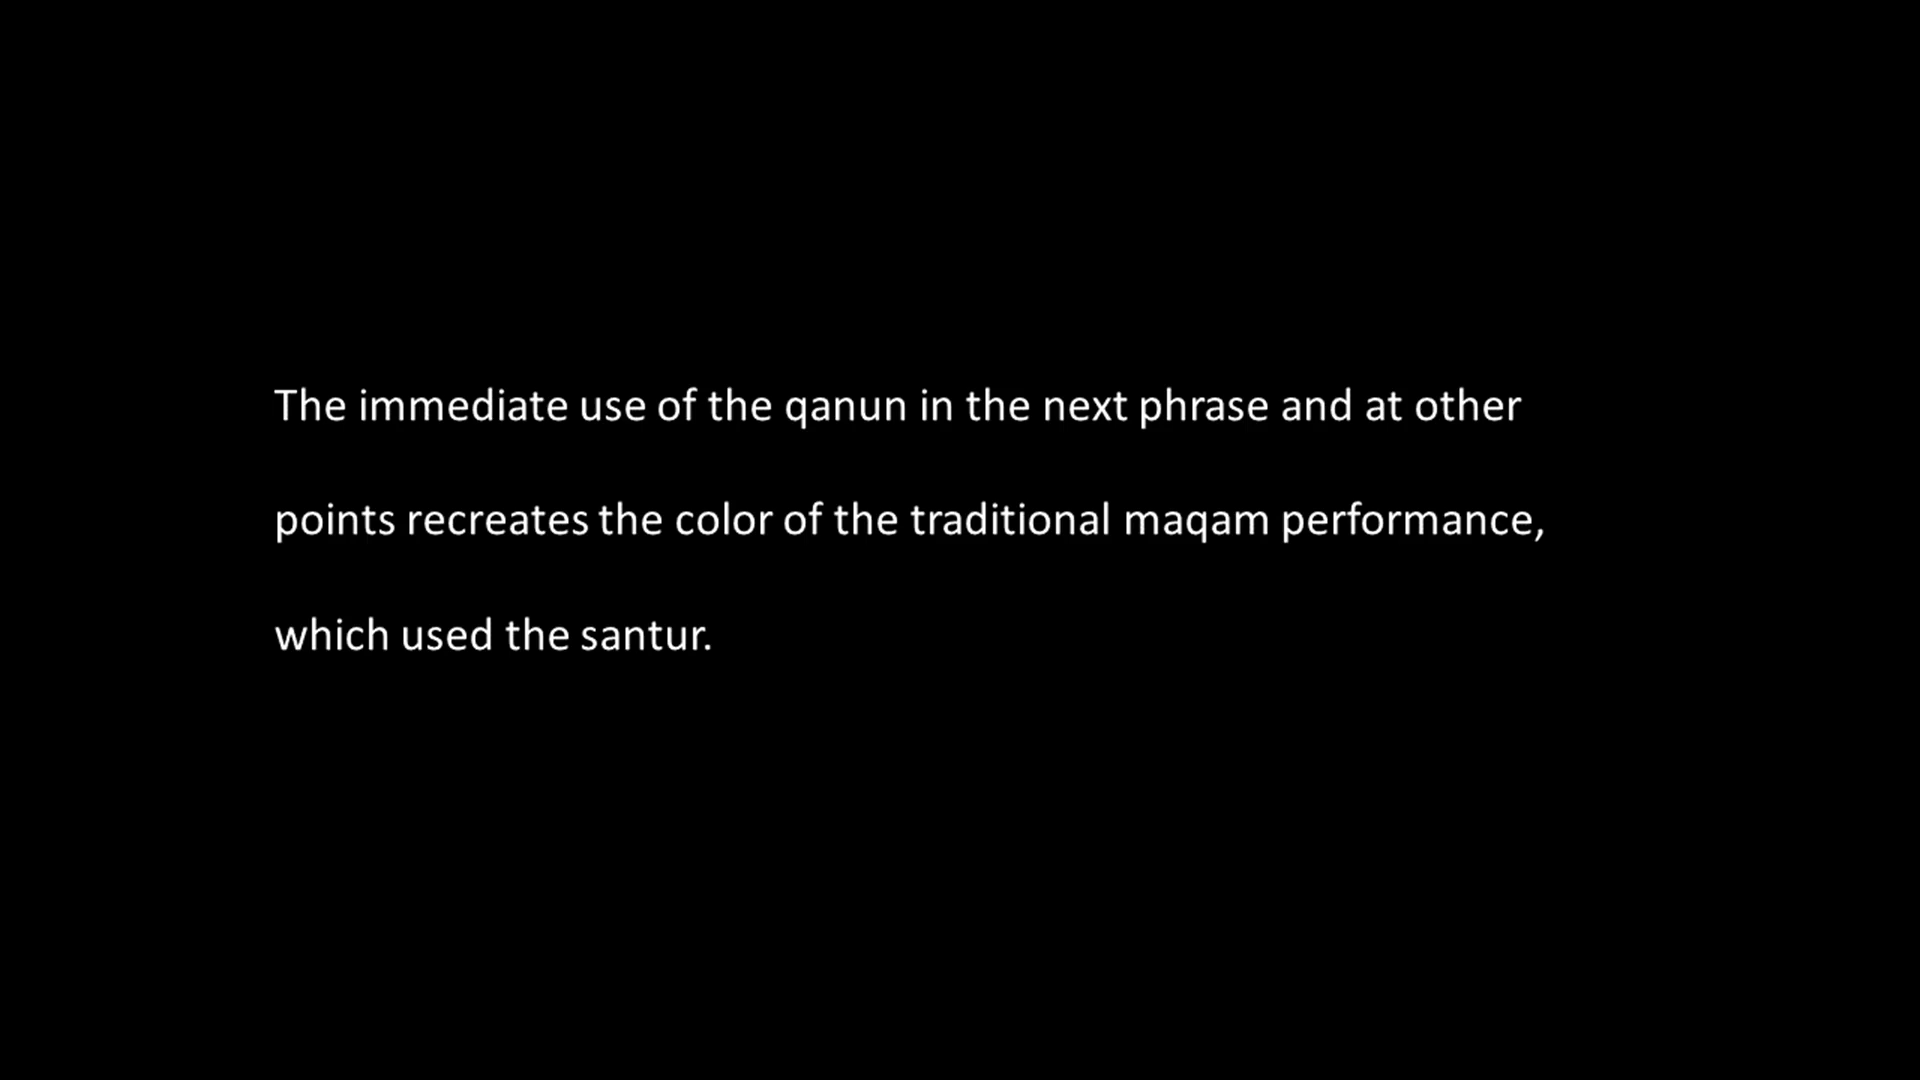 The immediate use of the qanun in the next phrase and at other
points recreates the color of the traditional maqam performance,
which used the santur.